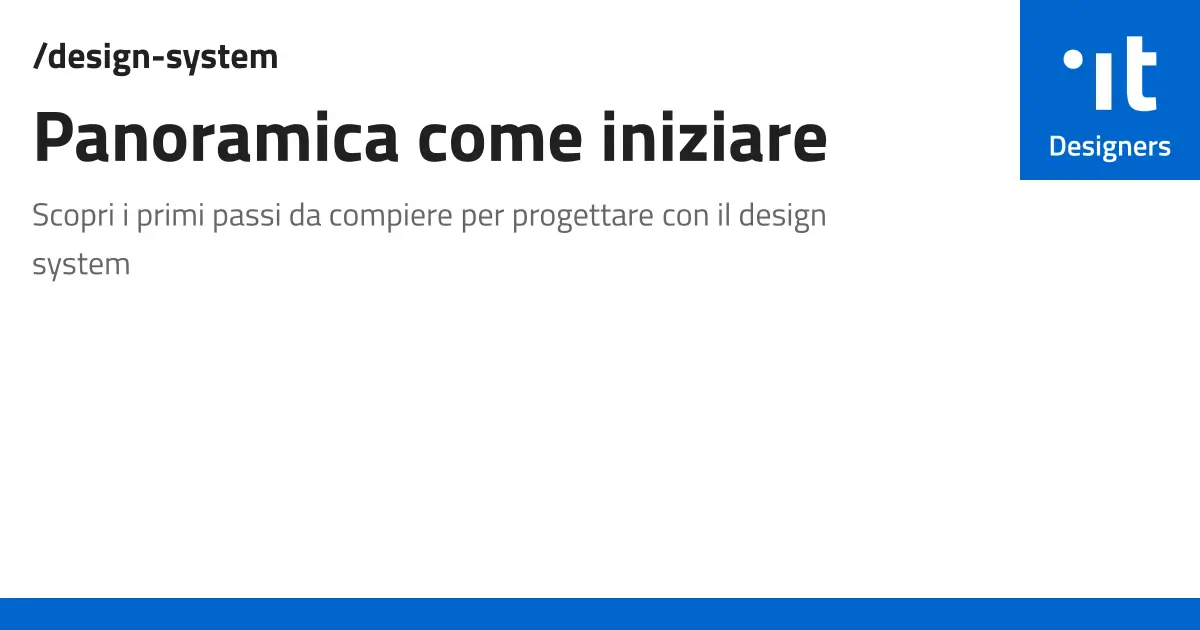 /design-system
Panoramica come iniziare
Scopri i primi passi da compiere per progettare con il design
system
·it
Designers